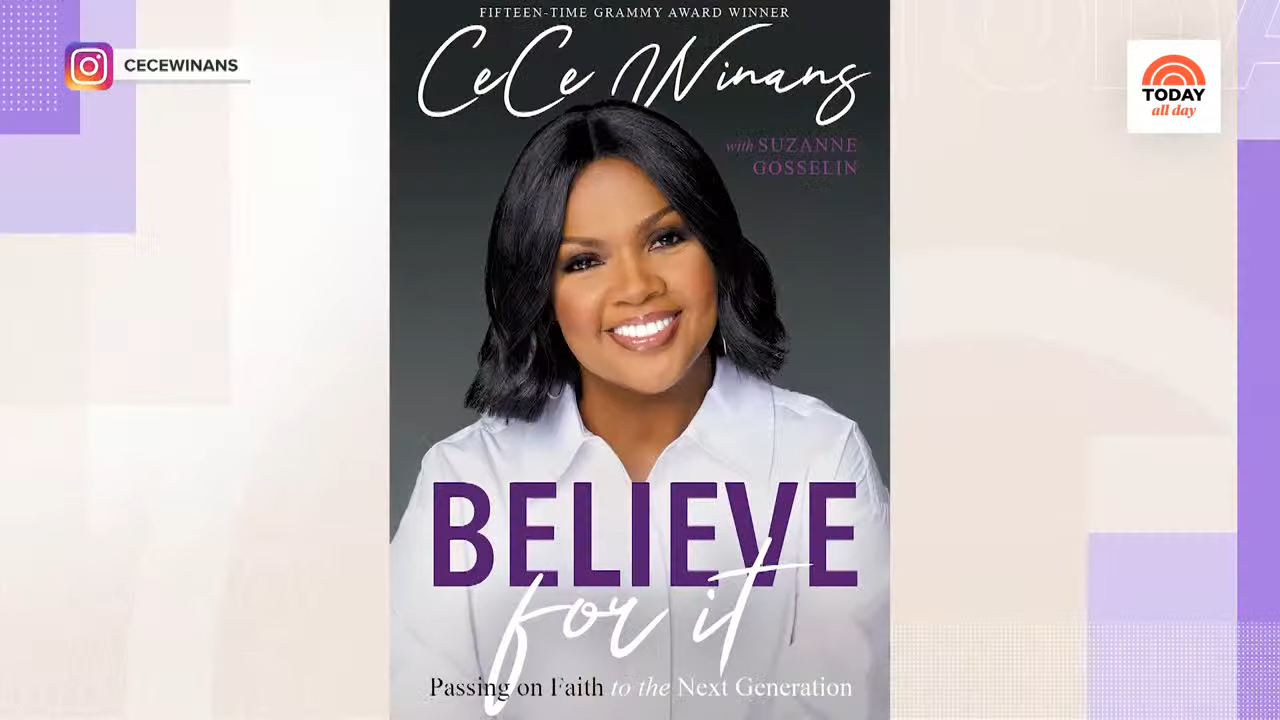 FIFTEEN-TIME GRAMMY AWARD WINNER
CeCe Winans
with SUZANNE
GOSSELIN
CECEWINANS
TODAY
all day
BELIEVE
for it
Passing on Faith to the Next Generation